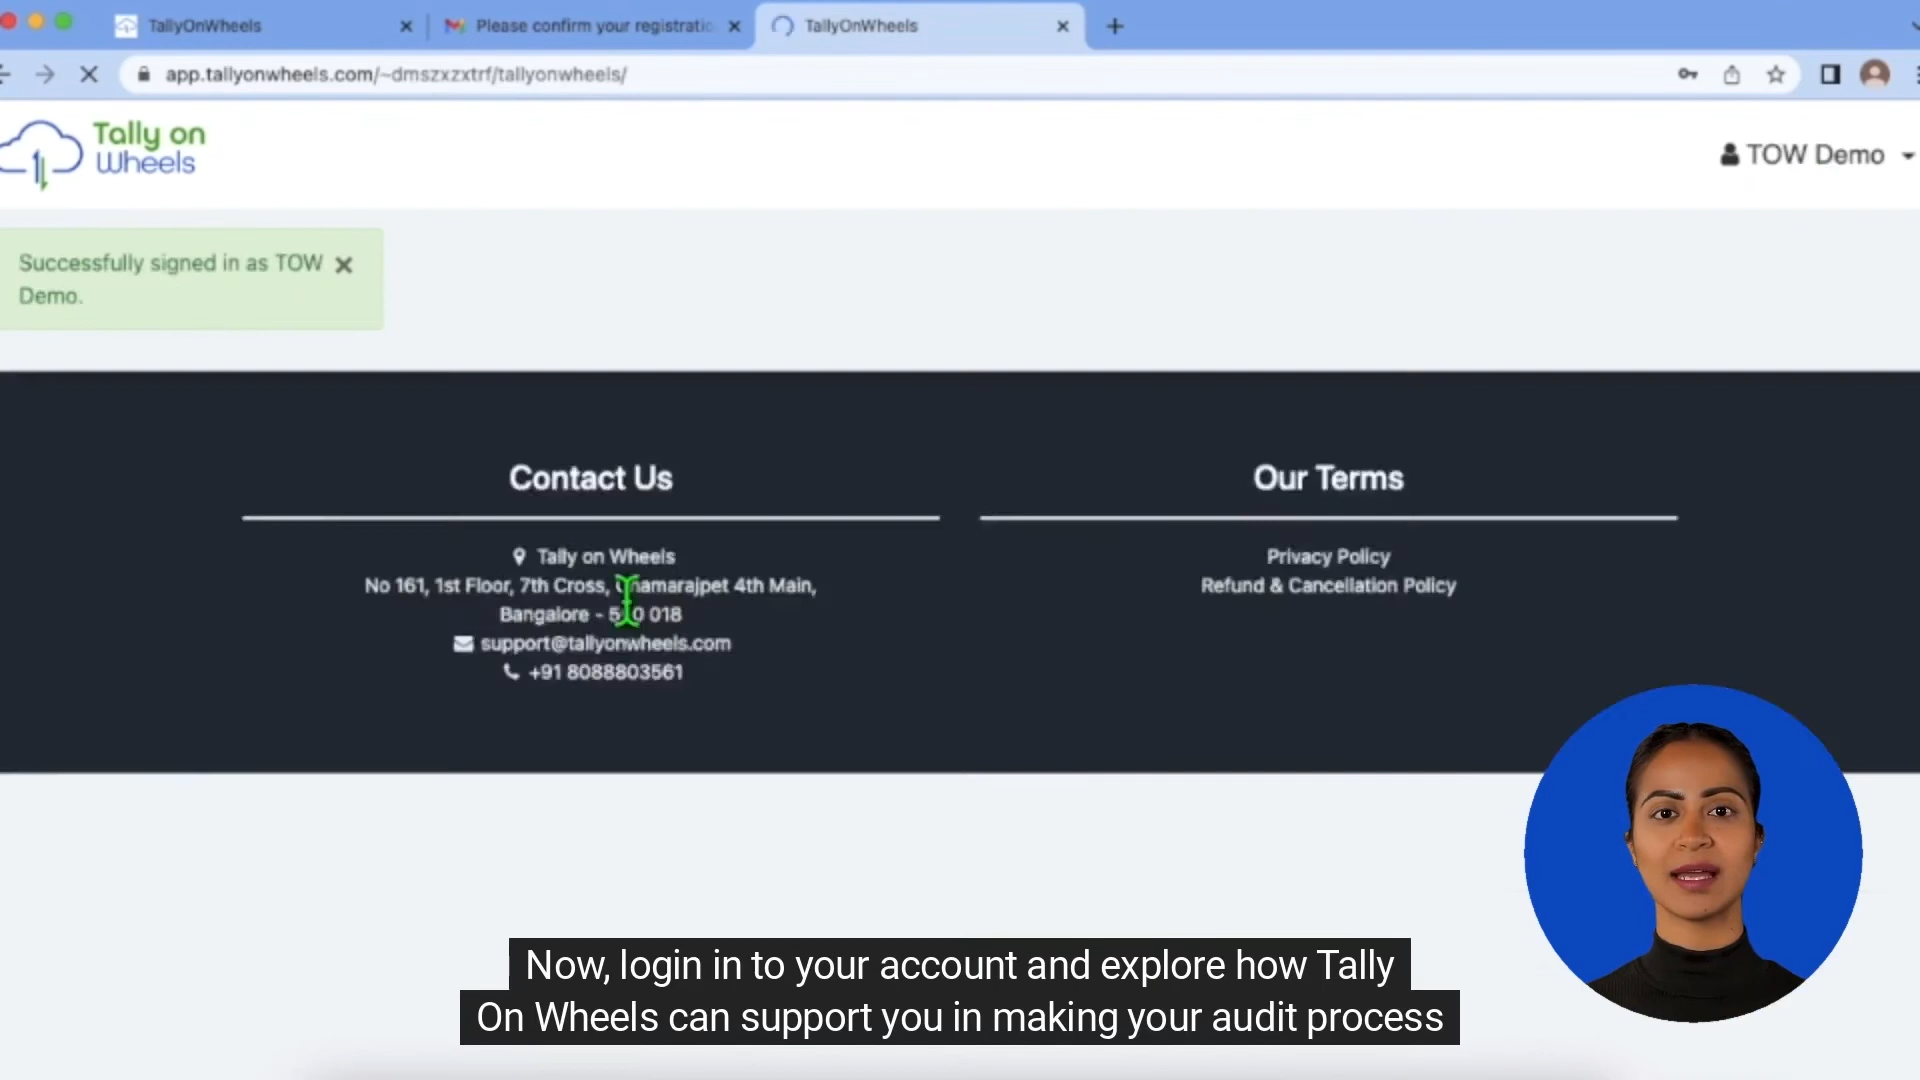 TallyOnWheels
Please confirm your registratic
TallyOnWheels
app.tallyonwheels.com/~dmszxzxtrf/tallyonwheels/
Tally on
Wheels
TOW Demo
Successfully signed in as TOW
Demo.
Contact Us
Tally on Wheels
No 161, 1st Floor, 7th Cross, Chamarajpet 4th Main,
Bangalore - 560 018
support@tallyonwheels.com
+91 8088803561
Our Terms
Privacy Policy
Refund & Cancellation Policy
Now, login in to your account and explore how Tally
On Wheels can support you in making your audit process